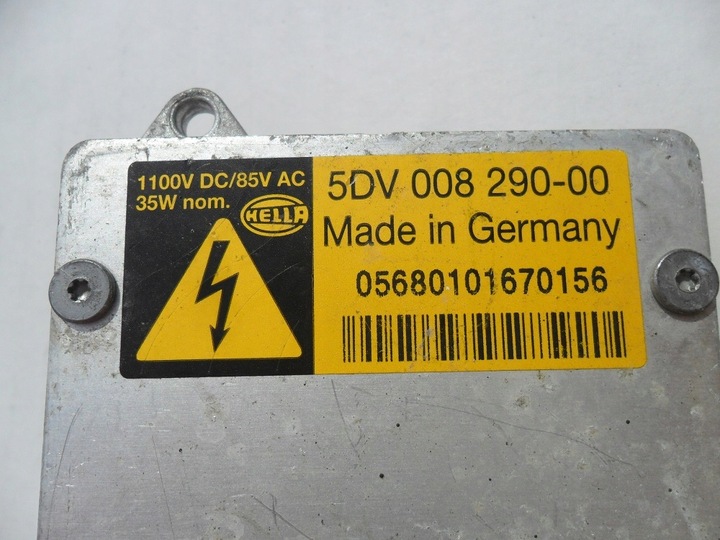 1100V DC/85V AC
35W nom.
HELLA
5DV 008 290-00
Made in Germany
05680101670156